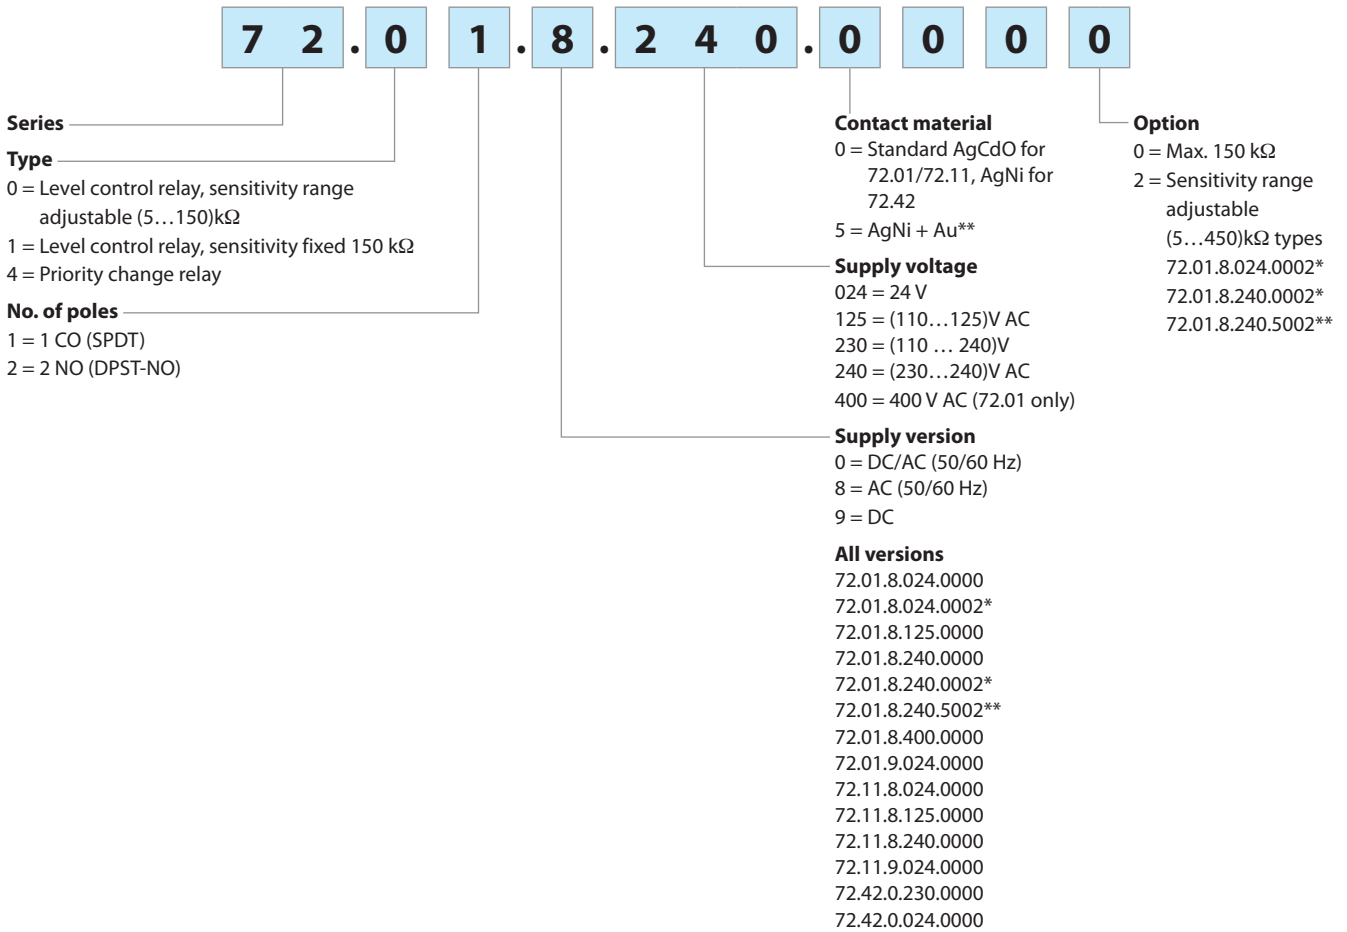 7 2 . 0 1 . 8 . 2 4 0 . 0 0 0 0
Series
Type
0 = Level control relay, sensitivity range
adjustable (5…150)kΩ
1 = Level control relay, sensitivity fixed 150 kΩ
4 = Priority change relay
No. of poles
1 = 1 CO (SPDT)
2 = 2 NO (DPST-NO)
Contact material
0 = Standard AgCdO for
72.01/72.11, AgNi for
72.42
5 = AgNi + Au**
Supply voltage
024 = 24 V
125 = (110…125)V AC
230 = (110 … 240)V
240 = (230…240)V AC
400 = 400 V AC (72.01 only)
Supply version
0 = DC/AC (50/60 Hz)
8 = AC (50/60 Hz)
9 = DC
All versions
72.01.8.024.0000
72.01.8.024.0002*
72.01.8.125.0000
72.01.8.240.0000
72.01.8.240.0002*
72.01.8.240.5002**
72.01.8.400.0000
72.01.9.024.0000
72.11.8.024.0000
72.11.8.125.0000
72.11.8.240.0000
72.11.9.024.0000
72.42.0.230.0000
72.42.0.024.0000
Option
0 = Max. 150 kΩ
2 = Sensitivity range
adjustable
(5…450)kΩ types
72.01.8.024.0002*
72.01.8.240.0002*
72.01.8.240.5002**